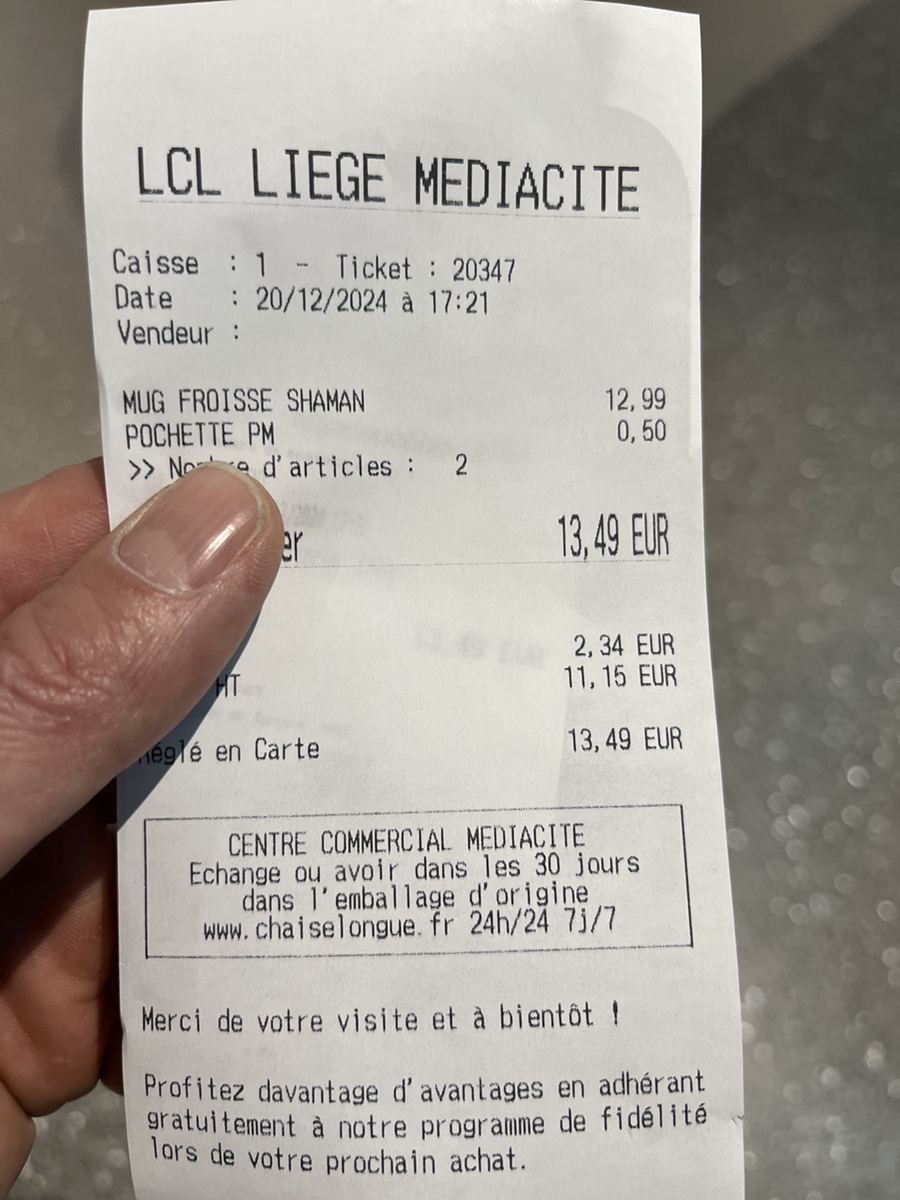 LCL LIEGE MEDIACITE
Caisse : 1 - Ticket : 20347
Date : 20/12/2024 à 17:21
Vendeur :
MUG FROISSE SHAMAN 12,99
POCHETTE PM 0,50
>> d'articles : 2
13,49 EUR
2,34 EUR
HT 11,15 EUR
Réglé en Carte 13,49 EUR
CENTRE COMMERCIAL MEDIACITE
Echange ou avoir dans les 30 jours
dans l'emballage d'origine
www.chaiselongue.fr 24h/24 7j/7
Merci de votre visite et à bientôt !
Profitez davantage d'avantages en adhérant
gratuitement à notre programme de fidélité
lors de votre prochain achat.